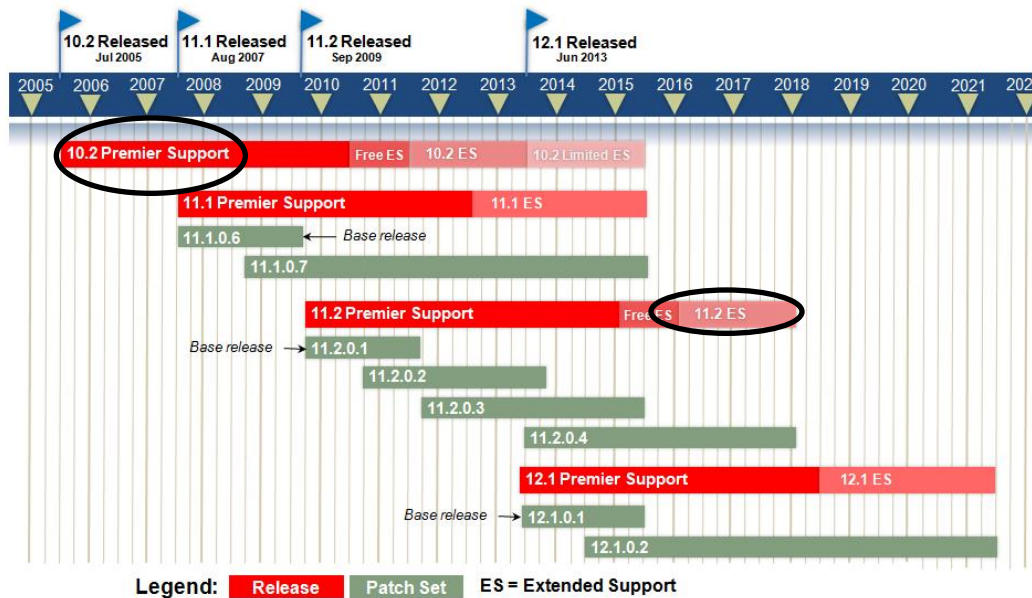 10.2 Released
Jul 2005
11.1 Released
Aug 2007
11.2 Released
Sep 2009
12.1 Released
Jun 2013
2005 2006 2007 2008 2009 2010 2011 2012 2013 2014 2015 2016 2017 2018 2019 2020 2021 202
10.2 Premier Support Free ES 10.2 ES 10.2 Limited ES
11.1 Premier Support 11.1 ES
11.1.0.6 Base release
11.1.0.7
11.2 Premier Support Free ES 11.2 ES
Base release 11.2.0.1
11.2.0.2
11.2.0.3
11.2.0.4
12.1 Premier Support 12.1 ES
Base release 12.1.0.1
12.1.0.2
Legend: Release Patch Set ES = Extended Support